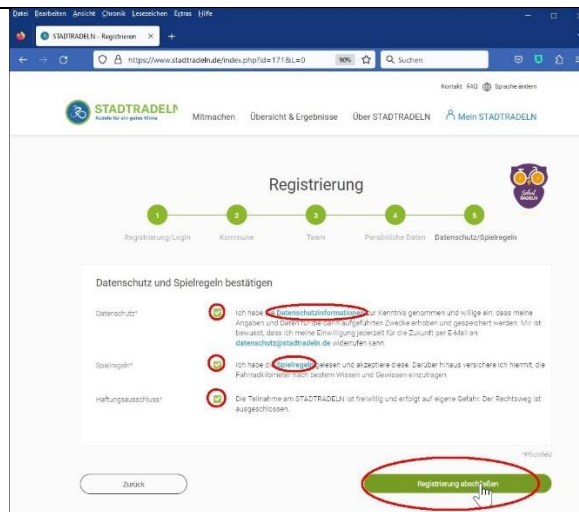 Datei Bearbeiten Ansicht Chronik Lesezeichen Extras Hilfe
STADTRADELN - Registrieren
https://www.stadtradeln.de/index.php?id=171&L=0 90% Suchen
Kontakt FAQ Sprache ändern
STADTRADELN
Radeln für ein gutes Klima
Mitmachen Übersicht & Ergebnisse Über STADTRADELN Mein STADTRADELN
Registrierung
Schul
RADELN
1 2 3 4 5
Registrierung/Login Kommune Team Persönliche Daten Datenschutz/Spielregeln
Datenschutz und Spielregeln bestätigen
Datenschutz* Ich habe die Datenschutzinformationen zur Kenntnis genommen und willige ein, dass meine
Angaben und Daten für die darin aufgeführten Zwecke erhoben und gespeichert werden. Mir ist
bewusst, dass ich meine Einwilligung jederzeit für die Zukunft per E-Mail an
datenschutz@stadtradeln.de widerrufen kann.
Spielregeln* Ich habe die Spielregeln gelesen und akzeptiere diese. Darüber hinaus versichere ich hiermit, die
Fahrradkilometer nach bestem Wissen und Gewissen einzutragen.
Haftungsausschluss* Die Teilnahme am STADTRADELN ist freiwillig und erfolgt auf eigene Gefahr. Der Rechtsweg ist
ausgeschlossen.
*Pflichtfeld
Zurück Registrierung abschließen